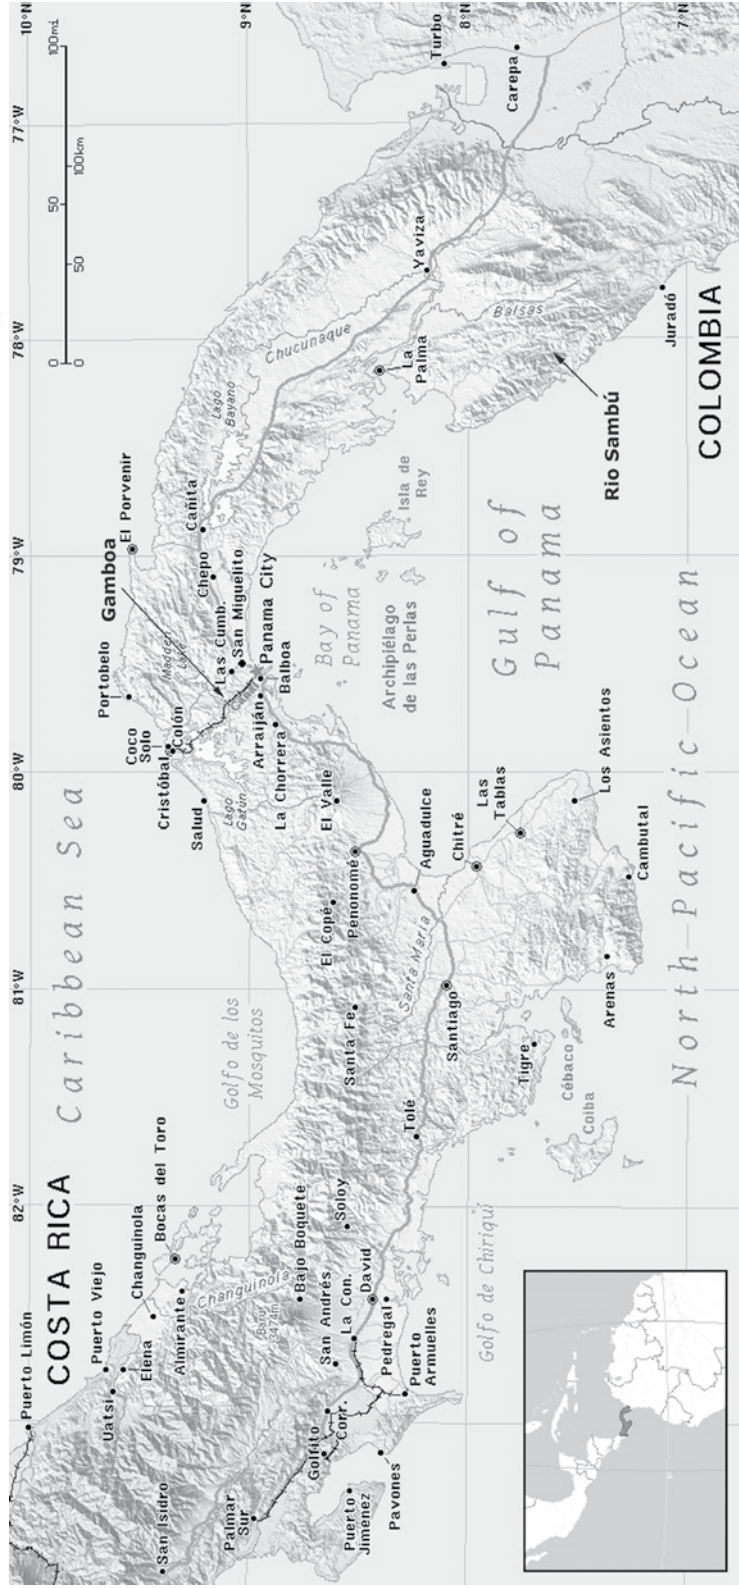 10°N
9°N
8°N
7°N
77°W
78°W
79°W
80°W
81°W
82°W
0
50
100km
0
50
100mi
COSTA RICA
COLOMBIA
Caribbean Sea
Golfo de los
Mosquitos
Golfo de Chiriquí
North Pacific Ocean
Gulf of
Panama
Bay of
Panama
Puerto Limón
Puerto Viejo
Uatsi
Elena
Changuinola
Bocas del Toro
Almirante
Changuinola
San Isidro
Palmar
Sur
Golfito
Corr.
Puerto
Jimenez
Pavones
Puerto
Armuelles
San Andrés
La Con.
Barú
3474m
Bajo Boquete
David
Pedregal
Soloy
Tolé
Santa Fe
Santiago
Santa María
Tigre
Cébaco
Coiba
Arenas
Cambutal
Los Asientos
Las
Tablas
Chitré
Aguadulce
Penonomé
El Copé
El Valle
Salud
Lago
Gatún
Cristóbal
Colón
Coco
Solo
Portobelo
Madden
Lake
Gamboa
El Porvenir
La Chorrera
Arraiján
Balboa
Panama City
San Miguelito
Las Cumb.
Chepo
Cañita
Lago
Bayano
Archipiélago
de las Perlas
Isla de
Rey
Chucunaque
La
Palma
Yaviza
Balsas
Rio Sambú
Juradó
Turbo
Carepa